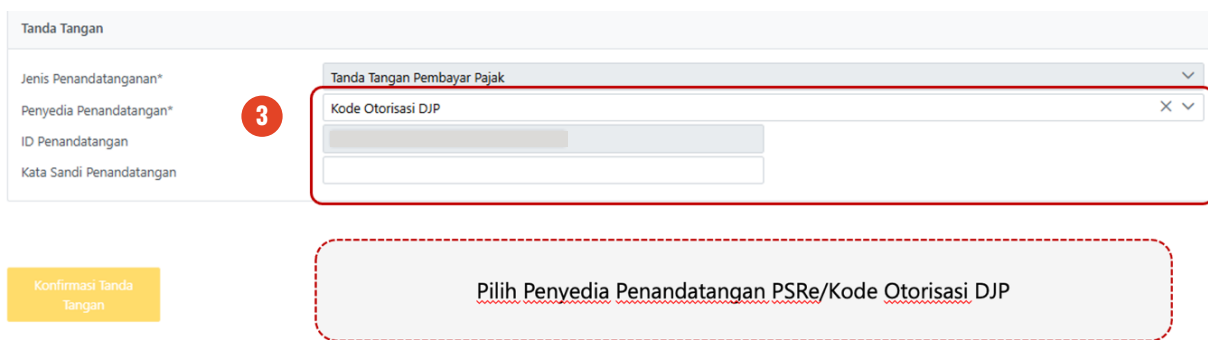 Tanda Tangan
Jenis Penandatanganan*
Tanda Tangan Pembayar Pajak
Penyedia Penandatangan*
3
Kode Otorisasi DJP
ID Penandatangan
Kata Sandi Penandatangan
Konfirmasi Tanda
Tangan
Pilih Penyedia Penandatangan PSRe/Kode Otorisasi DJP